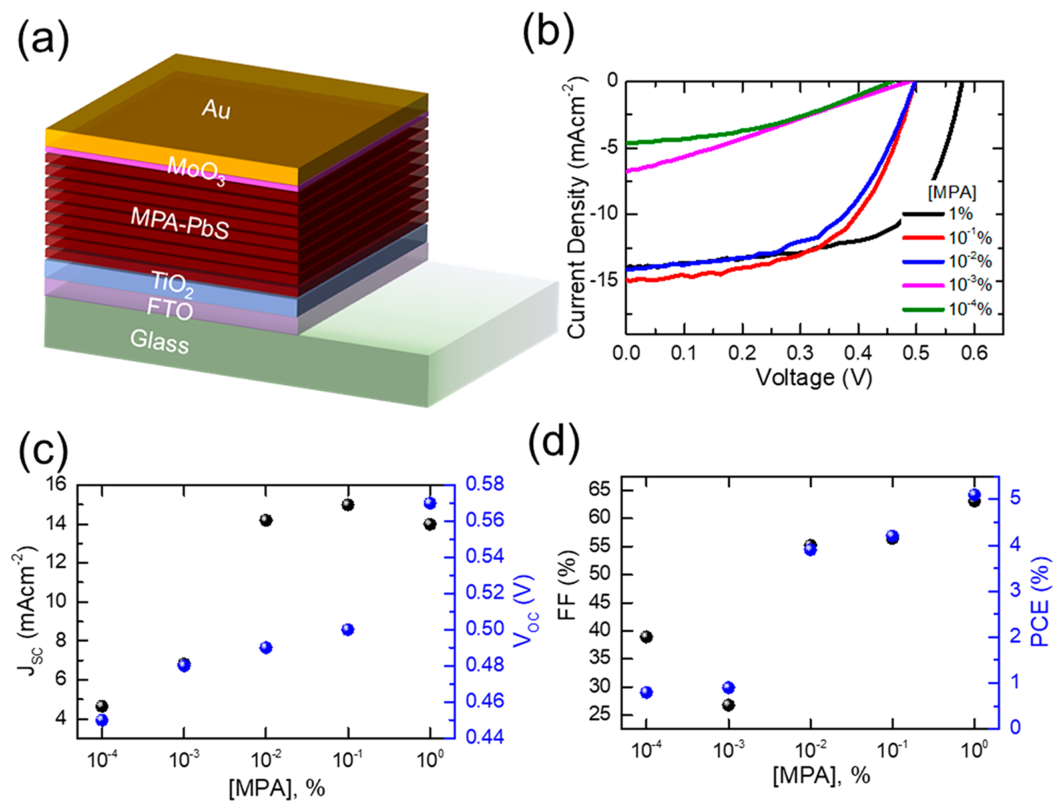 (a)
Au
MoO₃
MPA-PbS
TiO₂
FTO
Glass
(b)
0
-5
-10
-15
Current Density (mAcm⁻²)
0.0 0.1 0.2 0.3 0.4 0.5 0.6
Voltage (V)
[MPA]
1%
10⁻¹%
10⁻²%
10⁻³%
10⁻⁴%
(c)
16
14
12
10
8
6
4
J_SC (mAcm⁻²)
0.58
0.56
0.54
0.52
0.50
0.48
0.46
0.44
V_OC (V)
10⁻⁴ 10⁻³ 10⁻² 10⁻¹ 10⁰
[MPA], %
(d)
65
60
55
50
45
40
35
30
25
FF (%)
5
4
3
2
1
0
PCE (%)
10⁻⁴ 10⁻³ 10⁻² 10⁻¹ 10⁰
[MPA], %